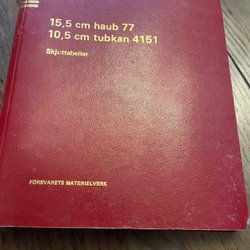 15,5 cm haub 77
10,5 cm tubkan 4151
Skjuttabeller
FÖRSVARETS MATERIELVERK